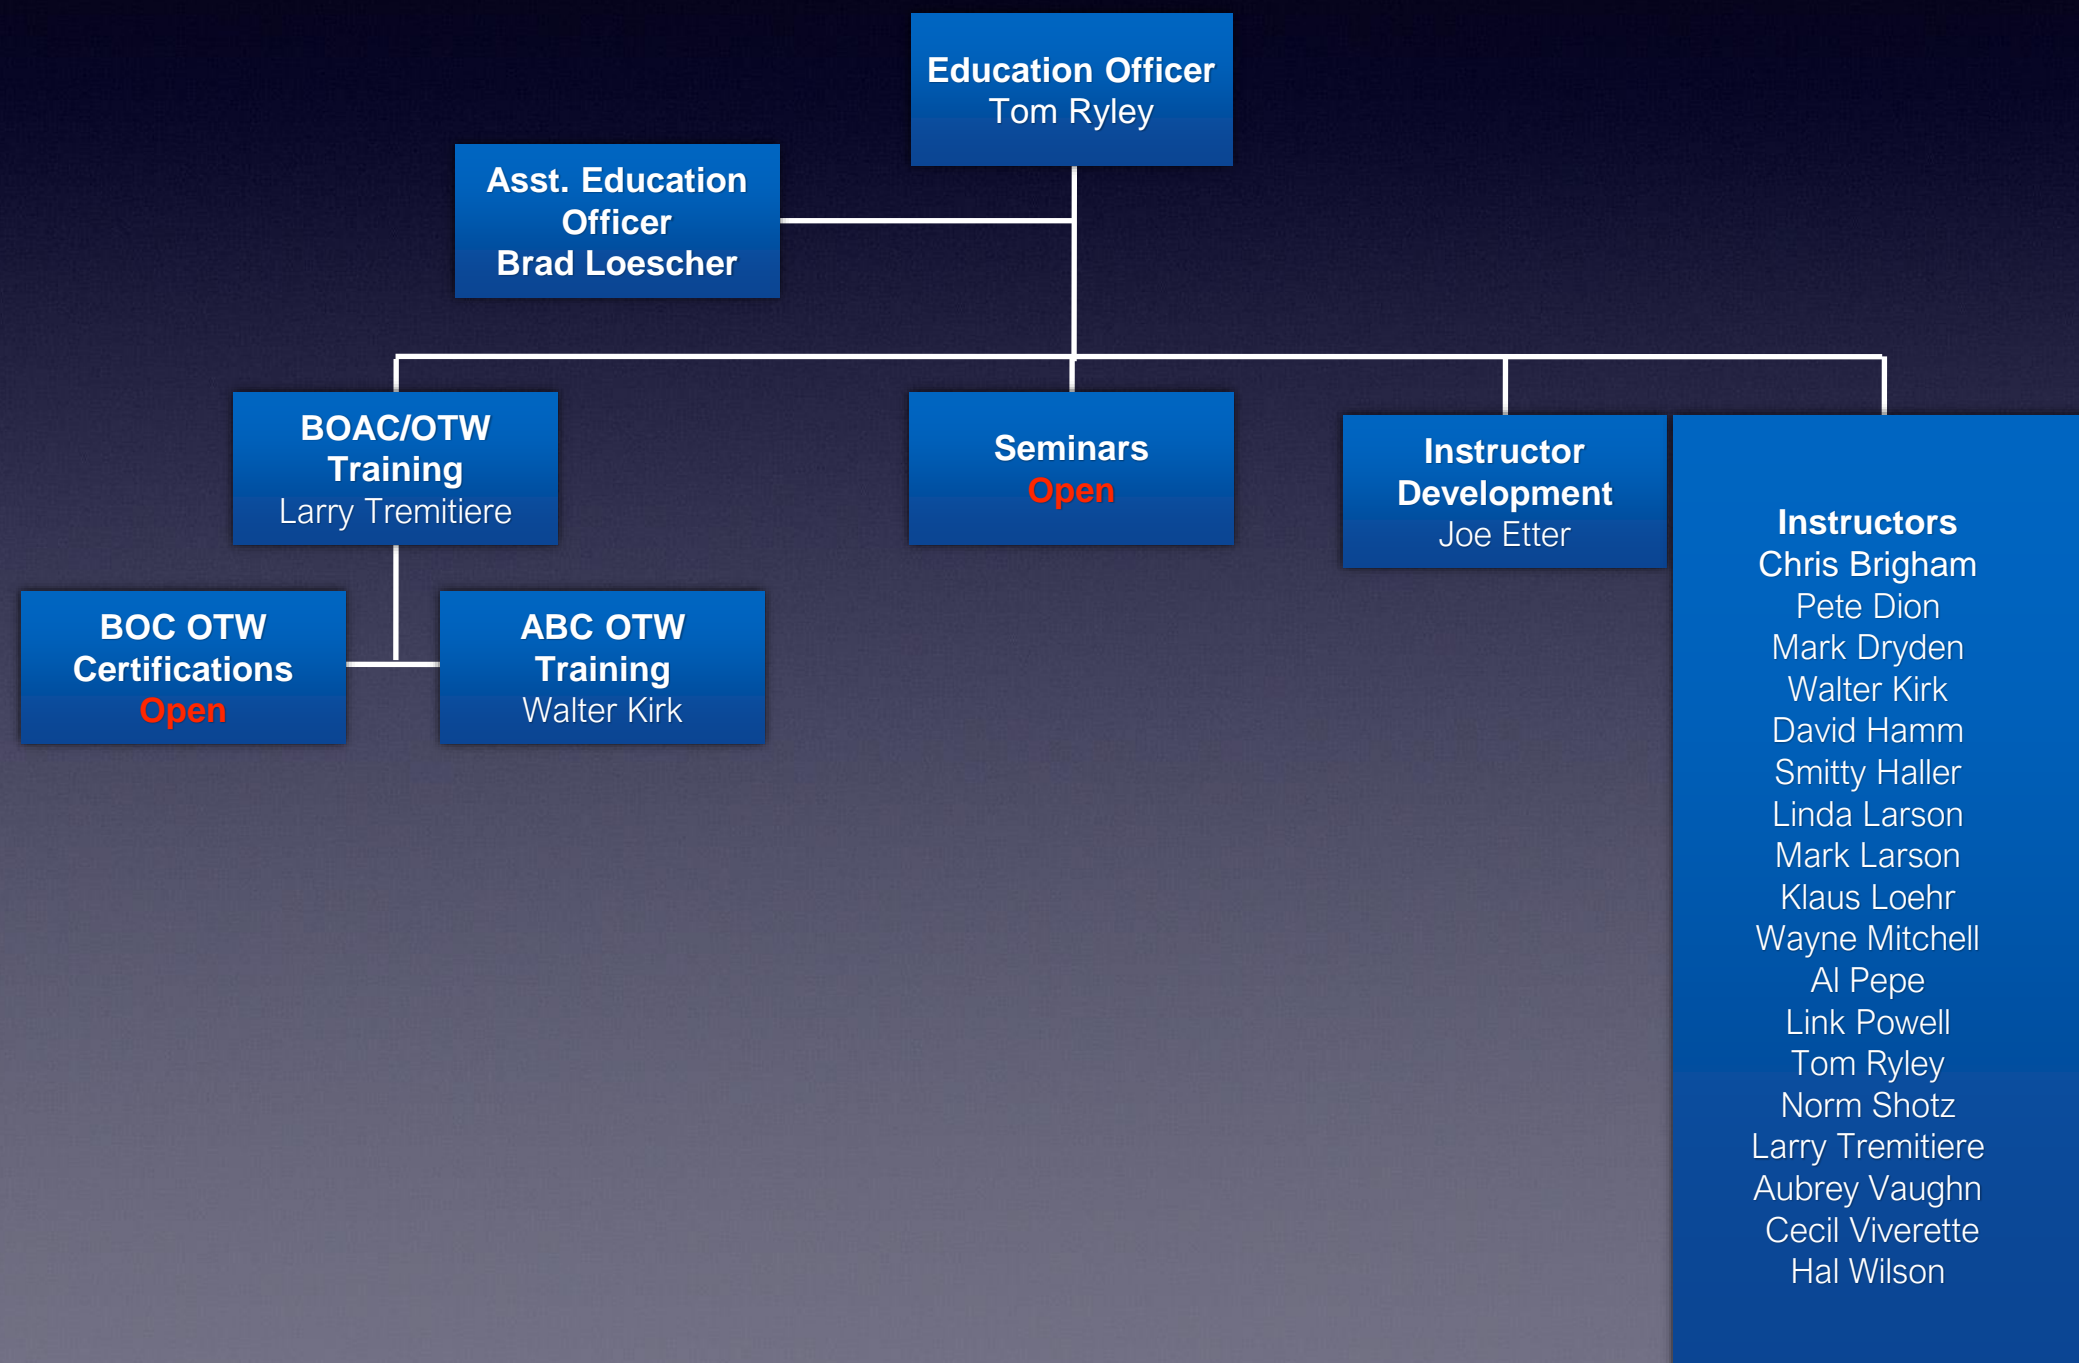 Education Officer
Tom Ryley
Asst. Education
Officer
Brad Loescher
BOAC/OTW
Training
Larry Tremitiere
Seminars
Open
Instructor
Development
Joe Etter
BOC OTW
Certifications
Open
ABC OTW
Training
Walter Kirk
Instructors
Chris Brigham
Pete Dion
Mark Dryden
Walter Kirk
David Hamm
Smitty Haller
Linda Larson
Mark Larson
Klaus Loehr
Wayne Mitchell
Al Pepe
Link Powell
Tom Ryley
Norm Shotz
Larry Tremitiere
Aubrey Vaughn
Cecil Viverette
Hal Wilson